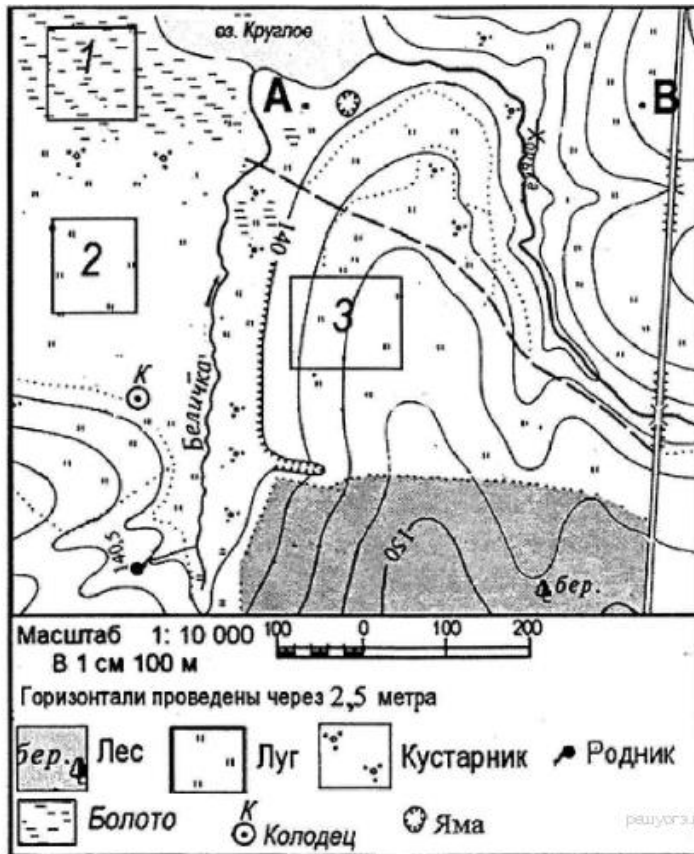 оз. Круглое
1
А
В
Хорька
140
2
3
К
Беличка
140,5
150
бер.
Масштаб 1: 10 000 100 0 100 200
В 1 см 100 м
Горизонтали проведены через 2,5 метра
бер. Лес Луг Кустарник Родник
Болото К Колодец Яма